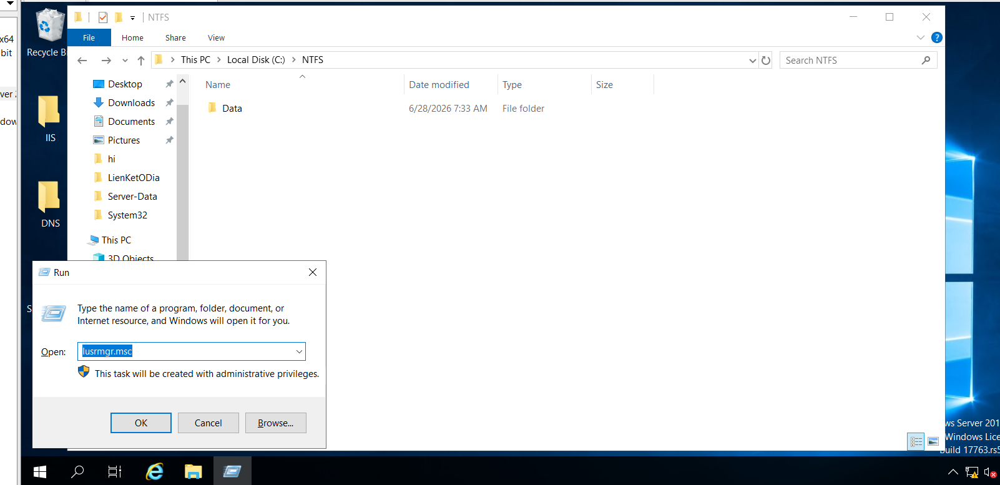 x64
bit
ver 2
dow
Recycle Bi
IIS
DNS
S
NTFS
File
Home
Share
View
?
This PC > Local Disk (C:) > NTFS
Search NTFS
Desktop
Downloads
Documents
Pictures
hi
LienKetODia
Server-Data
System32
This PC
3D Objects
Name
Date modified
Type
Size
Data
6/28/2026 7:33 AM
File folder
Run
Type the name of a program, folder, document, or
Internet resource, and Windows will open it for you.
Open:
lusrmgr.msc
This task will be created with administrative privileges.
OK
Cancel
Browse...
ws Server 201
Windows Lice
Build 17763.rs5